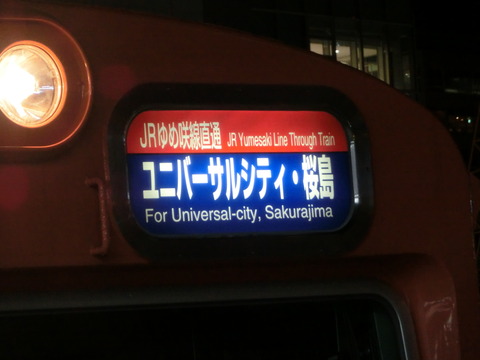 JRゆめ咲線直通 JR Yumesaki Line Through Train
ユニバーサルシティ・桜島
For Universal-city, Sakurajima